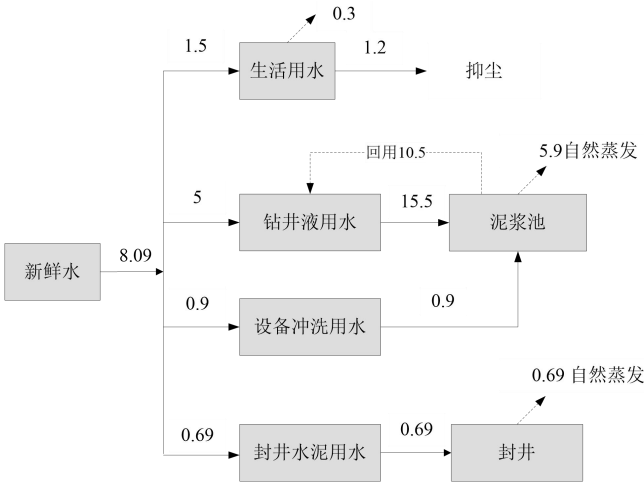 0.3
1.5
生活用水
1.2
抑尘
回用10.5
5.9自然蒸发
5
钻井液用水
15.5
泥浆池
新鲜水
8.09
0.9
设备冲洗用水
0.9
0.69 自然蒸发
0.69
封井水泥用水
0.69
封井